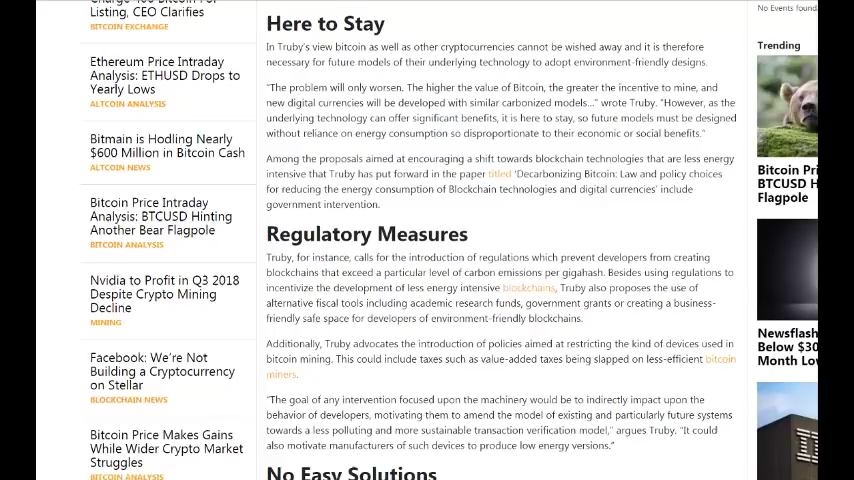 Listing, CEO Clarifies
BITCOIN EXCHANGE
Ethereum Price Intraday
Analysis: ETHUSD Drops to
Yearly Lows
ALTCOIN ANALYSIS
Bitmain is Hodling Nearly
$600 Million in Bitcoin Cash
ALTCOIN NEWS
Bitcoin Price Intraday
Analysis: BTCUSD Hinting
Another Bear Flagpole
BITCOIN ANALYSIS
Nvidia to Profit in Q3 2018
Despite Crypto Mining
Decline
MINING
Facebook: We’re Not
Building a Cryptocurrency
on Stellar
BLOCKCHAIN NEWS
Bitcoin Price Makes Gains
While Wider Crypto Market
Struggles
BITCOIN ANALYSIS
Here to Stay
In Truby’s view bitcoin as well as other cryptocurrencies cannot be wished away and it is therefore
necessary for future models of their underlying technology to adopt environment-friendly designs.
“The problem will only worsen. The higher the value of Bitcoin, the greater the incentive to mine, and
new digital currencies will be developed with similar carbonized models…” wrote Truby. “However, as the
underlying technology can offer significant benefits, it is here to stay, so future models must be designed
without reliance on energy consumption so disproportionate to their economic or social benefits.”
Among the proposals aimed at encouraging a shift towards blockchain technologies that are less energy
intensive that Truby has put forward in the paper titled ‘Decarbonizing Bitcoin: Law and policy choices
for reducing the energy consumption of Blockchain technologies and digital currencies’ include
government intervention.
Regulatory Measures
Truby, for instance, calls for the introduction of regulations which prevent developers from creating
blockchains that exceed a particular level of carbon emissions per gigahash. Besides using regulations to
incentivize the development of less energy intensive blockchains, Truby also proposes the use of
alternative fiscal tools including academic research funds, government grants or creating a business-
friendly safe space for developers of environment-friendly blockchains.
Additionally, Truby advocates the introduction of policies aimed at restricting the kind of devices used in
bitcoin mining. This could include taxes such as value-added taxes being slapped on less-efficient bitcoin
miners.
“The goal of any intervention focused upon the machinery would be to indirectly impact upon the
behavior of developers, motivating them to amend the model of existing and particularly future systems
towards a less polluting and more sustainable transaction verification model,” argues Truby. “It could
also motivate manufacturers of such devices to produce low energy versions.”
No Easy Solutions
No Events
Trending
Bitcoin Pri
BTCUSD H
Flagpole
Newsflash
Below $30
Month Lo
IBM